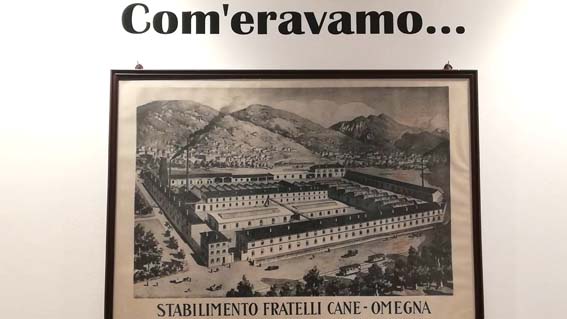 Com'eravamo...
STABILIMENTO FRATELLI CANE - OMEGNA